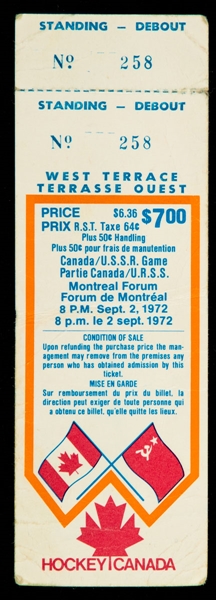 STANDING – DEBOUT
Nº 258
STANDING – DEBOUT
Nº 258
WEST TERRACE
TERRASSE OUEST
PRICE $6.36 $7.00
PRIX R.S.T. Taxe 64¢
Plus 50¢ Handling
Plus 50¢ pour frais de manutention
Canada/U.S.S.R. Game
Partie Canada/U.R.S.S.
Montreal Forum
Forum de Montréal
8 P.M. Sept. 2, 1972
8 p.m. le 2 sept. 1972
CONDITION OF SALE
Upon refunding the purchase price the man-
agement may remove from the premises any
person who has obtained admission by this
ticket.
MISE EN GARDE
Sur remboursement du prix du billet, la
direction peut exiger de toute personne qui
a obtenu ce billet, qu'elle quitte les lieux.
HOCKEY CANADA